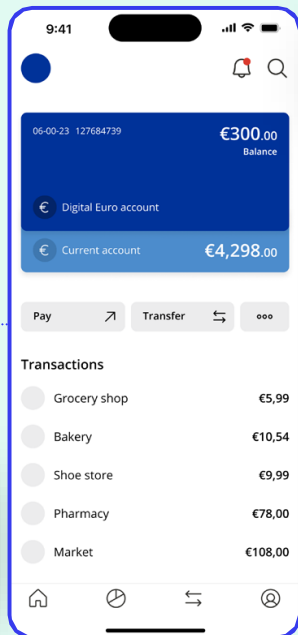 9:41
06-00-23 127684739
€300.00
Balance
€ Digital Euro account
€ Current account €4,298.00
Pay Transfer
Transactions
Grocery shop €5,99
Bakery €10,54
Shoe store €9,99
Pharmacy €78,00
Market €108,00